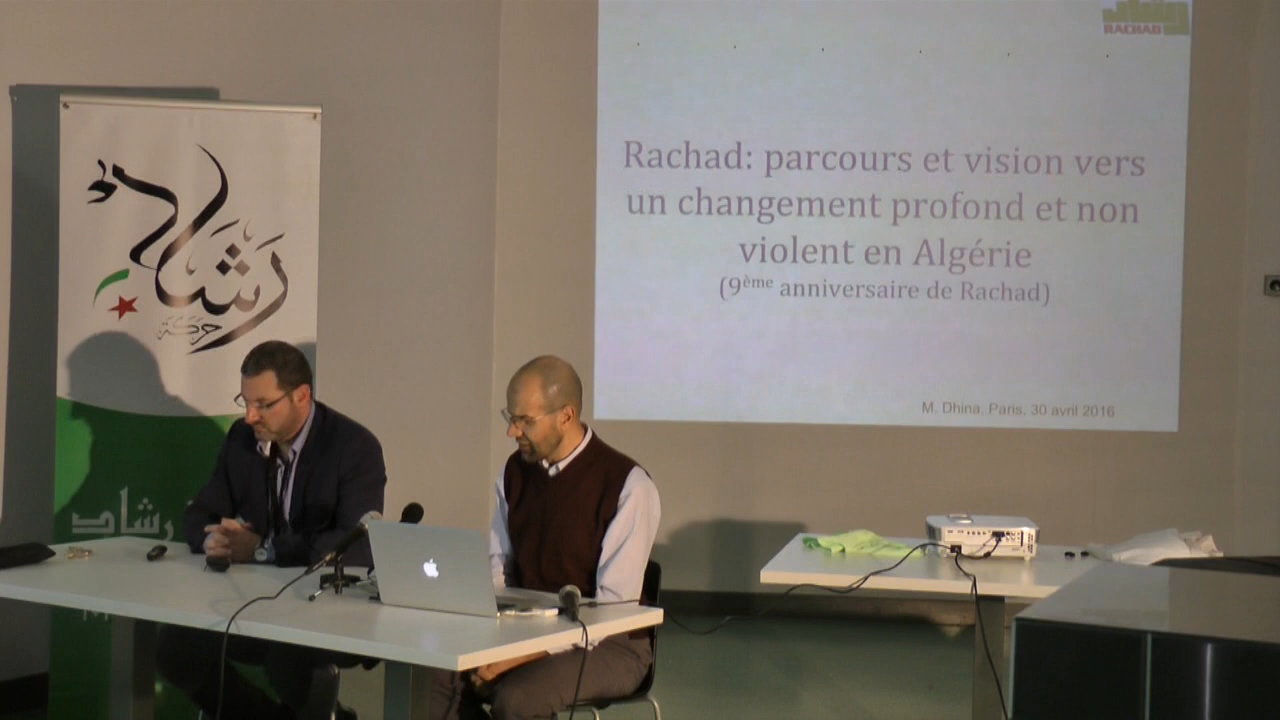 رشاد
حركة
رشاد
رشاد
RACHAD
Rachad: parcours et vision vers
un changement profond et non
violent en Algérie
(9ème anniversaire de Rachad)
M. Dhina, Paris, 30 avril 2016